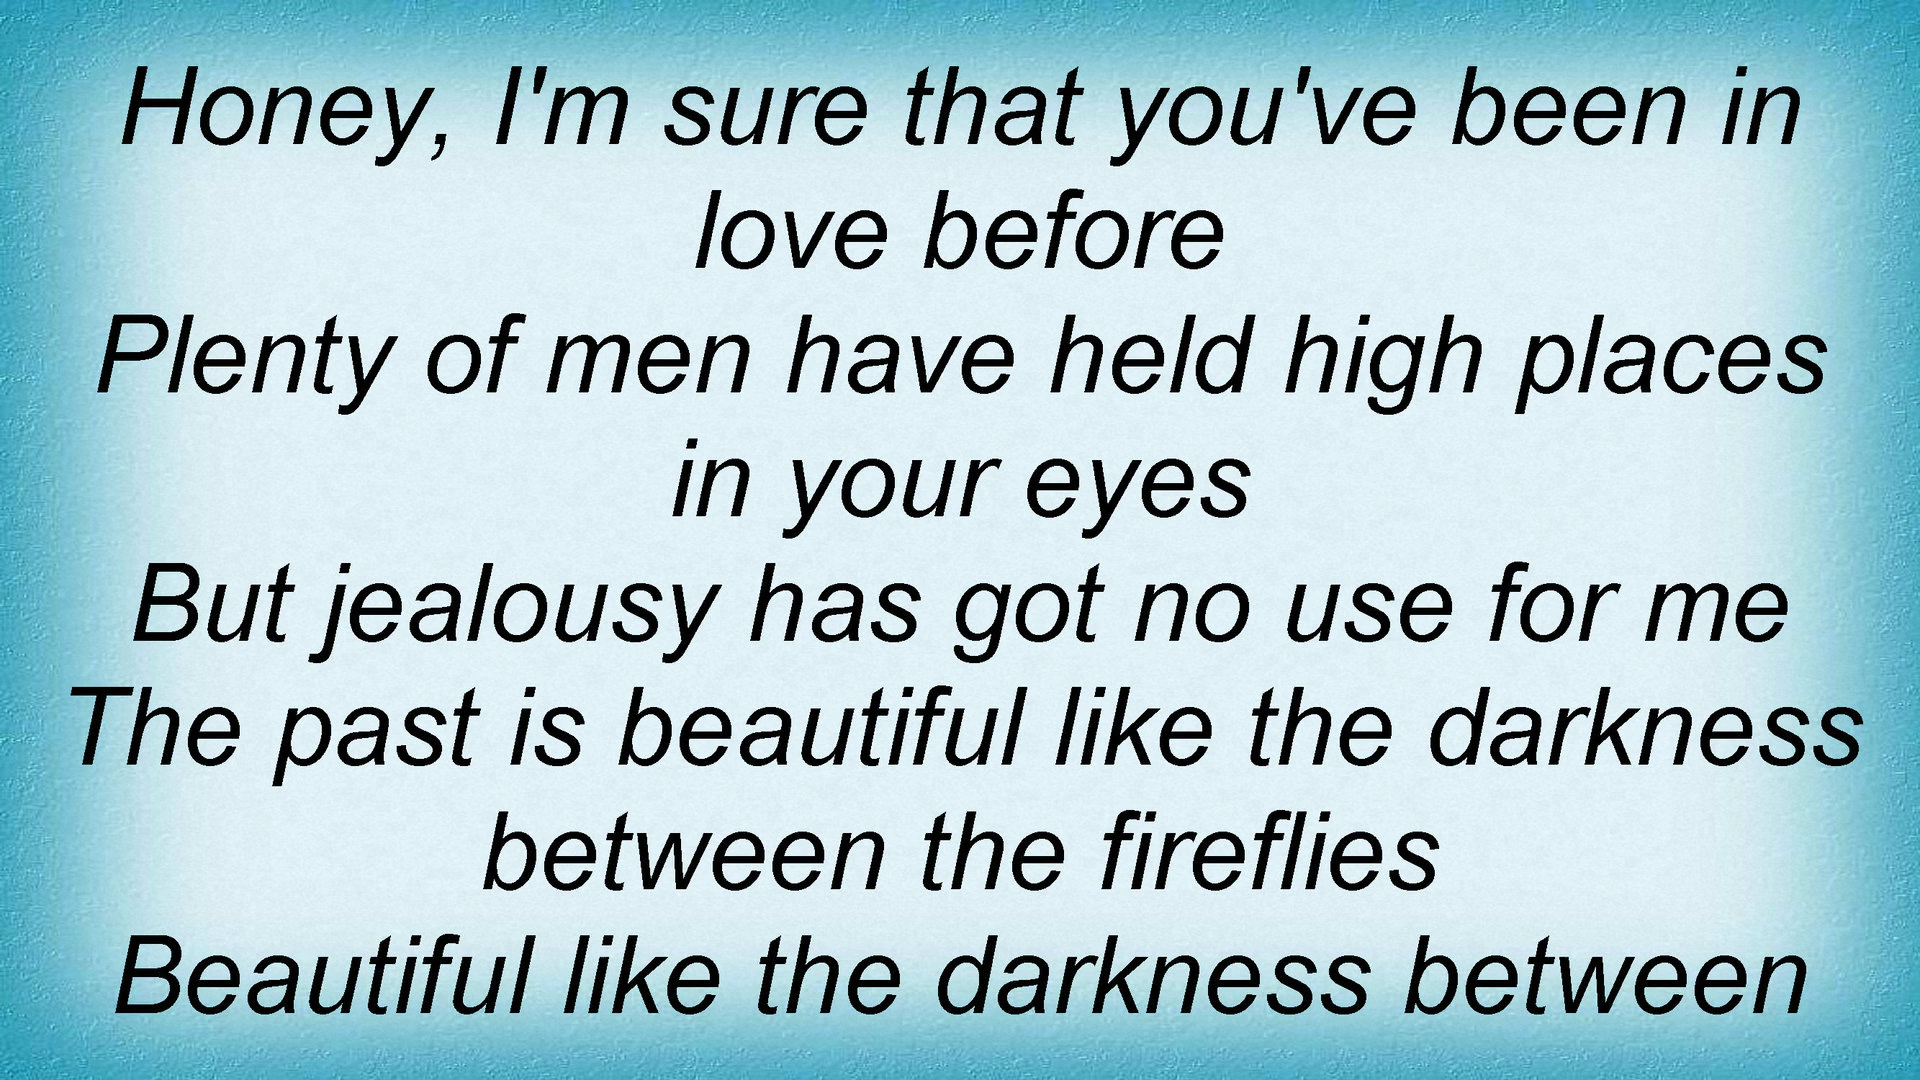 Honey, I'm sure that you've been in
love before
Plenty of men have held high places
in your eyes
But jealousy has got no use for me
The past is beautiful like the darkness
between the fireflies
Beautiful like the darkness between